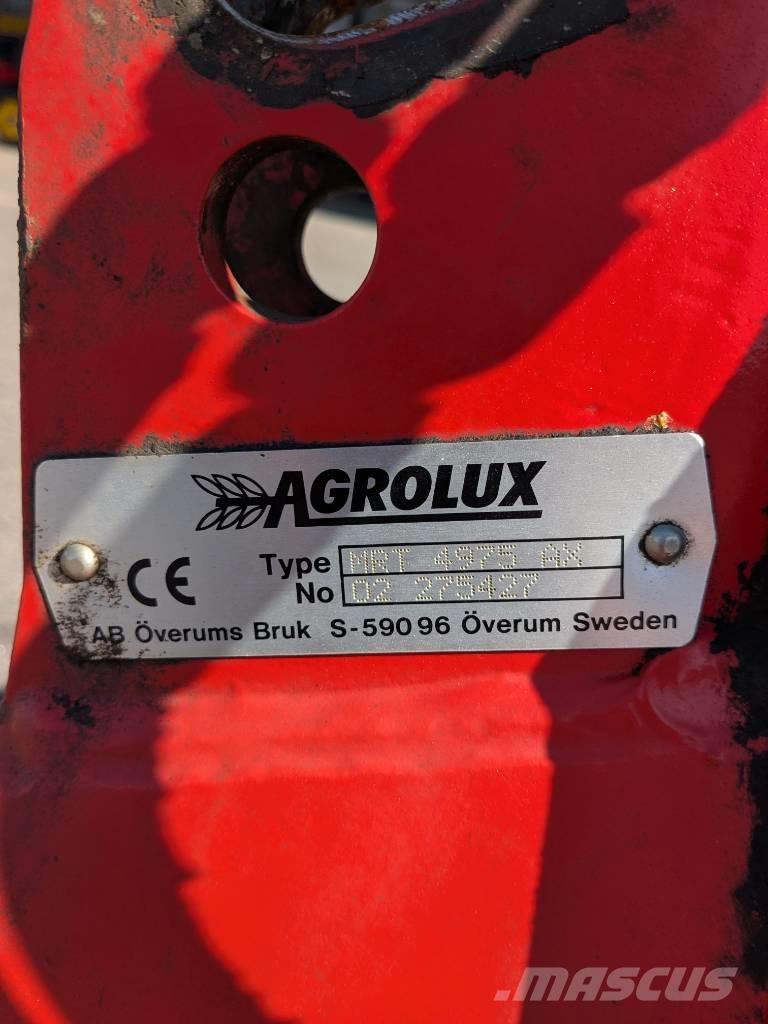 AGROLUX
Type MRT 4975 AX
CE No 02 275427
AB Överums Bruk S-590 96 Överum Sweden
MASCUS